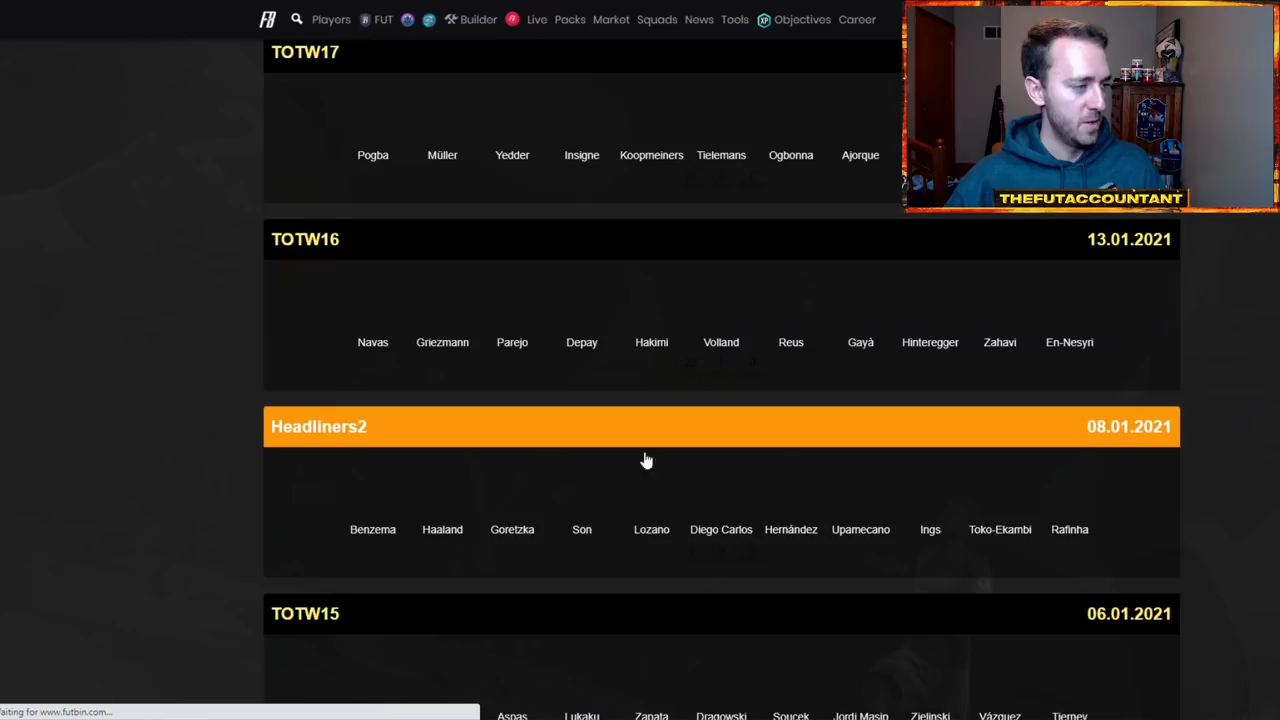 Players FUT Builder Live Packs Market Squads News Tools XP Objectives Career
TOTW17
Pogba Müller Yedder Insigne Koopmeiners Tielemans Ogbonna Ajorque
THEFUTACCOUNTANT
TOTW16 13.01.2021
Navas Griezmann Parejo Depay Hakimi Volland Reus Gayà Hinteregger Zahavi En-Nesyri
Headliners2 08.01.2021
Benzema Haaland Goretzka Son Lozano Diego Carlos Hernández Upamecano Ings Toko-Ekambi Rafinha
TOTW15 06.01.2021
Aspas Lukaku Zapata Dragowski Soucek Jordi Masip Zielinski Vázquez Tierney
aiting for www.futbin.com...